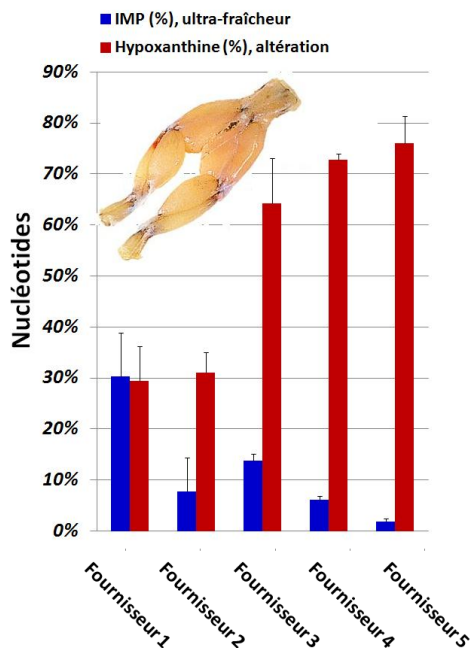 IMP (%), ultra-fraîcheur
Hypoxanthine (%), altération
Nucléotides
90%
80%
70%
60%
50%
40%
30%
20%
10%
0%
Fournisseur 1
Fournisseur 2
Fournisseur 3
Fournisseur 4
Fournisseur 5